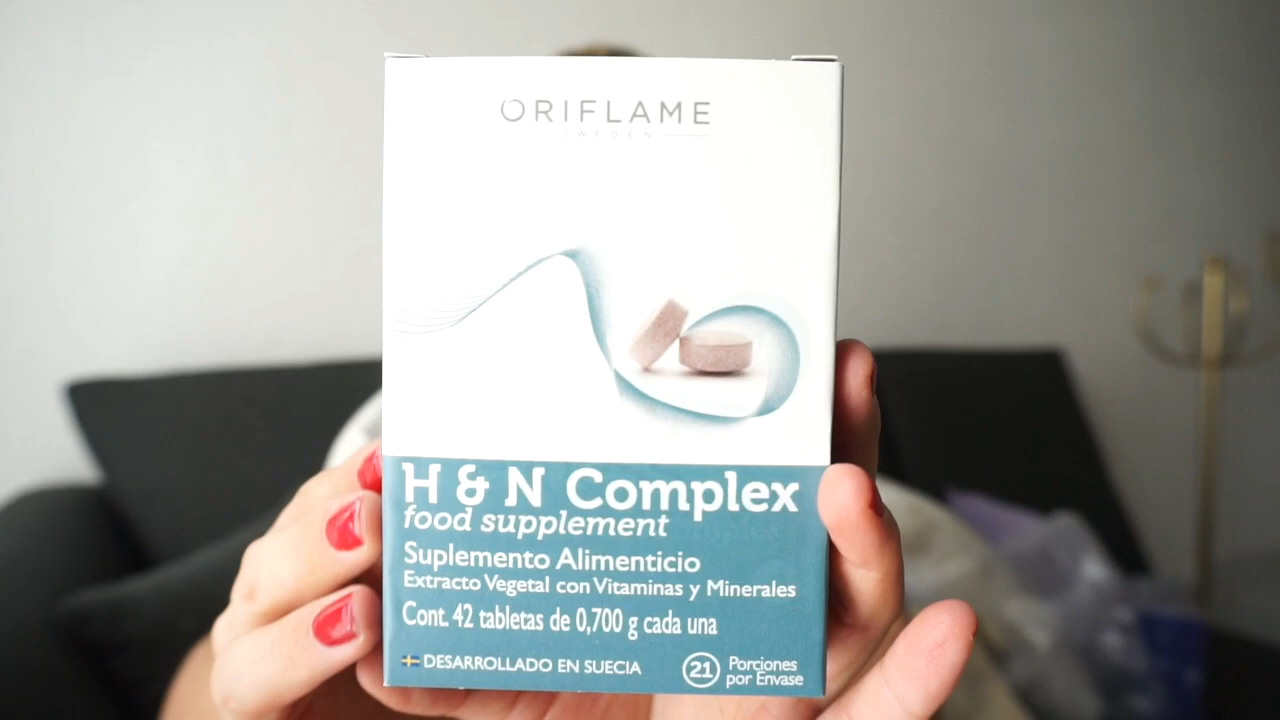 ORIFLAME
SWEDEN
H & N Complex
food supplement
Suplemento Alimenticio
Extracto Vegetal con Vitaminas y Minerales
Cont. 42 tabletas de 0,700 g cada una
DESARROLLADO EN SUECIA
21 Porciones
por Envase